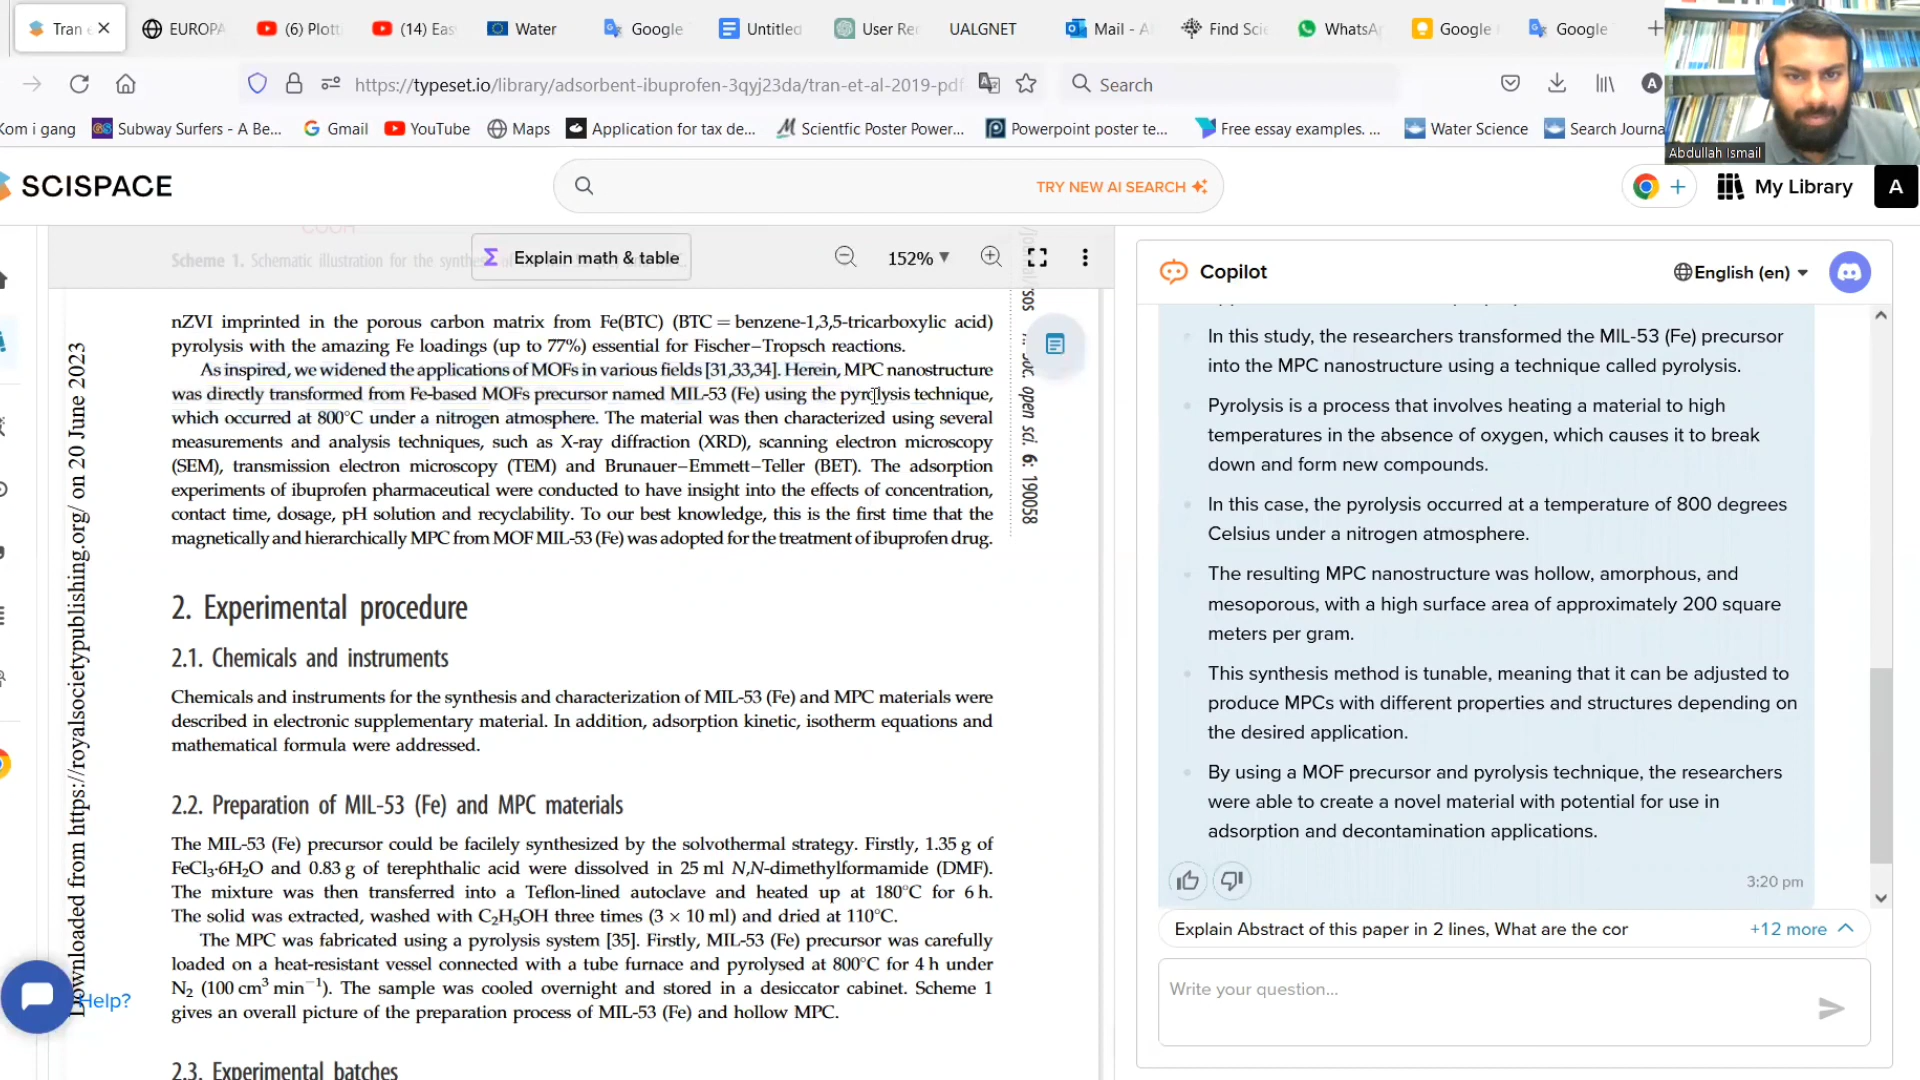 Tran e
EUROPA
(6) Plott
(14) Eas
Water
Google
Untitled
User Re
UALGNET
Mail - A
Find Scie
WhatsA
Google
Google
https://typeset.io/library/adsorbent-ibuprofen-3qyj23da/tran-et-al-2019-pdf
Search
Kom i gang
GS
Subway Surfers - A Be...
Gmail
YouTube
Maps
Application for tax de...
Scientfic Poster Power...
Powerpoint poster te...
Free essay examples. ...
Water Science
Search Journa
Abdullah Ismail
SCISPACE
TRY NEW AI SEARCH
My Library
A
COOH
Scheme 1. Schematic illustration for the synthes
Explain math & table
152%
nZVI imprinted in the porous carbon matrix from Fe(BTC) (BTC = benzene-1,3,5-tricarboxylic acid)
pyrolysis with the amazing Fe loadings (up to 77%) essential for Fischer–Tropsch reactions.
As inspired, we widened the applications of MOFs in various fields [31,33,34]. Herein, MPC nanostructure
was directly transformed from Fe-based MOFs precursor named MIL-53 (Fe) using the pyrolysis technique,
which occurred at 800°C under a nitrogen atmosphere. The material was then characterized using several
measurements and analysis techniques, such as X-ray diffraction (XRD), scanning electron microscopy
(SEM), transmission electron microscopy (TEM) and Brunauer–Emmett–Teller (BET). The adsorption
experiments of ibuprofen pharmaceutical were conducted to have insight into the effects of concentration,
contact time, dosage, pH solution and recyclability. To our best knowledge, this is the first time that the
magnetically and hierarchically MPC from MOF MIL-53 (Fe) was adopted for the treatment of ibuprofen drug.
2. Experimental procedure
2.1. Chemicals and instruments
Chemicals and instruments for the synthesis and characterization of MIL-53 (Fe) and MPC materials were
described in electronic supplementary material. In addition, adsorption kinetic, isotherm equations and
mathematical formula were addressed.
2.2. Preparation of MIL-53 (Fe) and MPC materials
The MIL-53 (Fe) precursor could be facilely synthesized by the solvothermal strategy. Firstly, 1.35 g of
FeCl₃·6H₂O and 0.83 g of terephthalic acid were dissolved in 25 ml N,N-dimethylformamide (DMF).
The mixture was then transferred into a Teflon-lined autoclave and heated up at 180°C for 6 h.
The solid was extracted, washed with C₂H₅OH three times (3 × 10 ml) and dried at 110°C.
The MPC was fabricated using a pyrolysis system [35]. Firstly, MIL-53 (Fe) precursor was carefully
loaded on a heat-resistant vessel connected with a tube furnace and pyrolysed at 800°C for 4 h under
N₂ (100 cm³ min⁻¹). The sample was cooled overnight and stored in a desiccator cabinet. Scheme 1
gives an overall picture of the preparation process of MIL-53 (Fe) and hollow MPC.
2.3. Experimental batches
Downloaded from https://royalsocietypublishing.org/ on 20 June 2023
/journal/rsos
R. Soc. open sci. 6: 190058
Help?
Copilot
English (en)
In this study, the researchers transformed the MIL-53 (Fe) precursor
into the MPC nanostructure using a technique called pyrolysis.
Pyrolysis is a process that involves heating a material to high
temperatures in the absence of oxygen, which causes it to break
down and form new compounds.
In this case, the pyrolysis occurred at a temperature of 800 degrees
Celsius under a nitrogen atmosphere.
The resulting MPC nanostructure was hollow, amorphous, and
mesoporous, with a high surface area of approximately 200 square
meters per gram.
This synthesis method is tunable, meaning that it can be adjusted to
produce MPCs with different properties and structures depending on
the desired application.
By using a MOF precursor and pyrolysis technique, the researchers
were able to create a novel material with potential for use in
adsorption and decontamination applications.
3:20 pm
Explain Abstract of this paper in 2 lines, What are the cor
+12 more
Write your question...